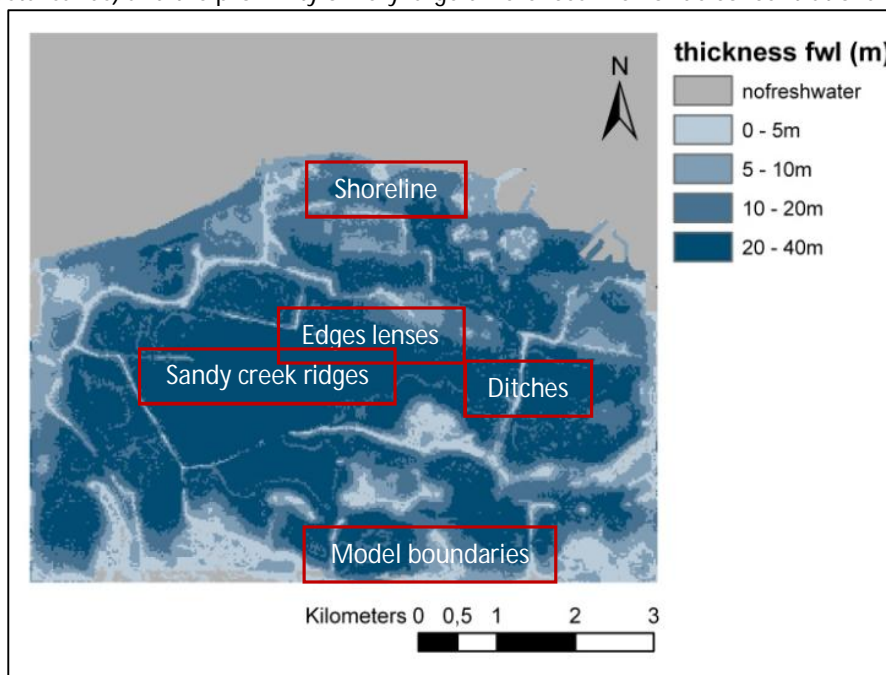 thickness fwl (m)
N
nofreshwater
0 - 5m
5 - 10m
10 - 20m
20 - 40m
Shoreline
Edges lenses
Sandy creek ridges
Ditches
Model boundaries
Kilometers 0 0,5 1 2 3